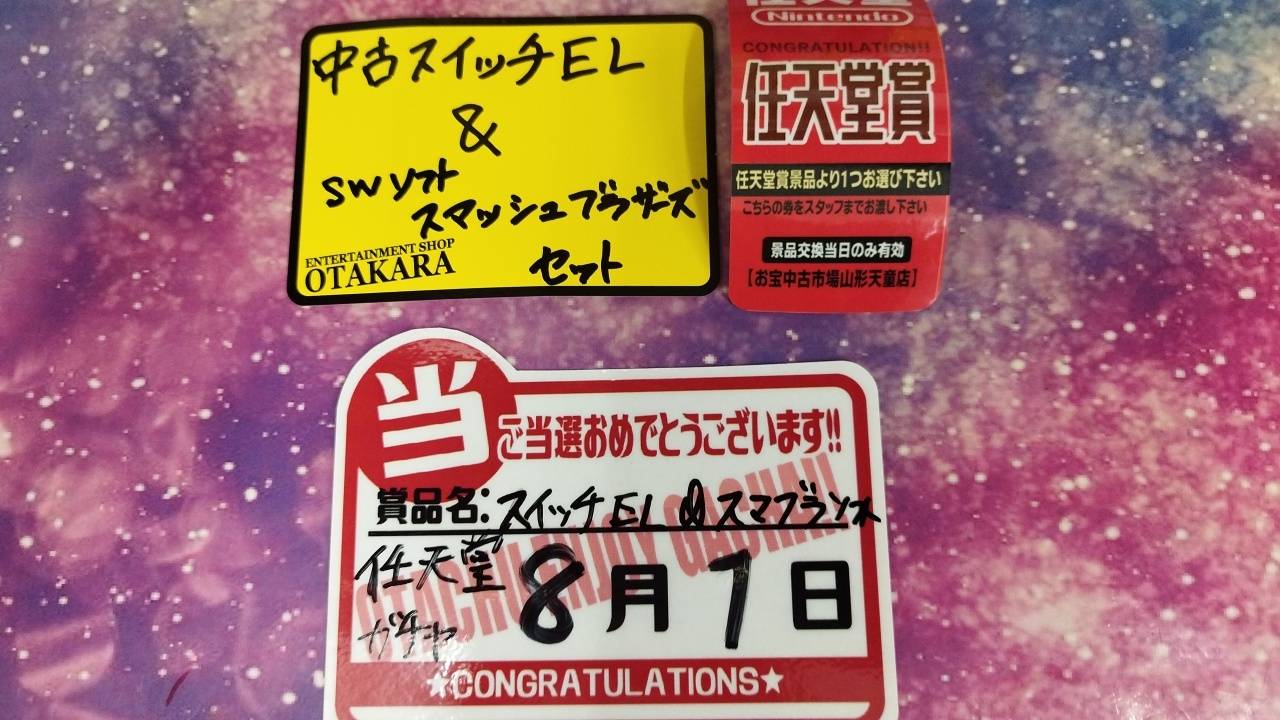 中古スイッチEL
&
SWソフト
スマッシュブラザーズ
セット
ENTERTAINMENT SHOP
OTAKARA
任天堂
Nintendo
CONGRATULATION!!
任天堂賞
任天堂賞景品より1つお選び下さい
こちらの券をスタッフまでお渡し下さい
景品交換当日のみ有効
【お宝中古市場山形天童店】
当
ご当選おめでとうございます!!
賞品名:スイッチEL&スマブラソフト
任天堂
ガチャ
8月7日
OTACHU ENJOY GACHA!!
★CONGRATULATIONS★